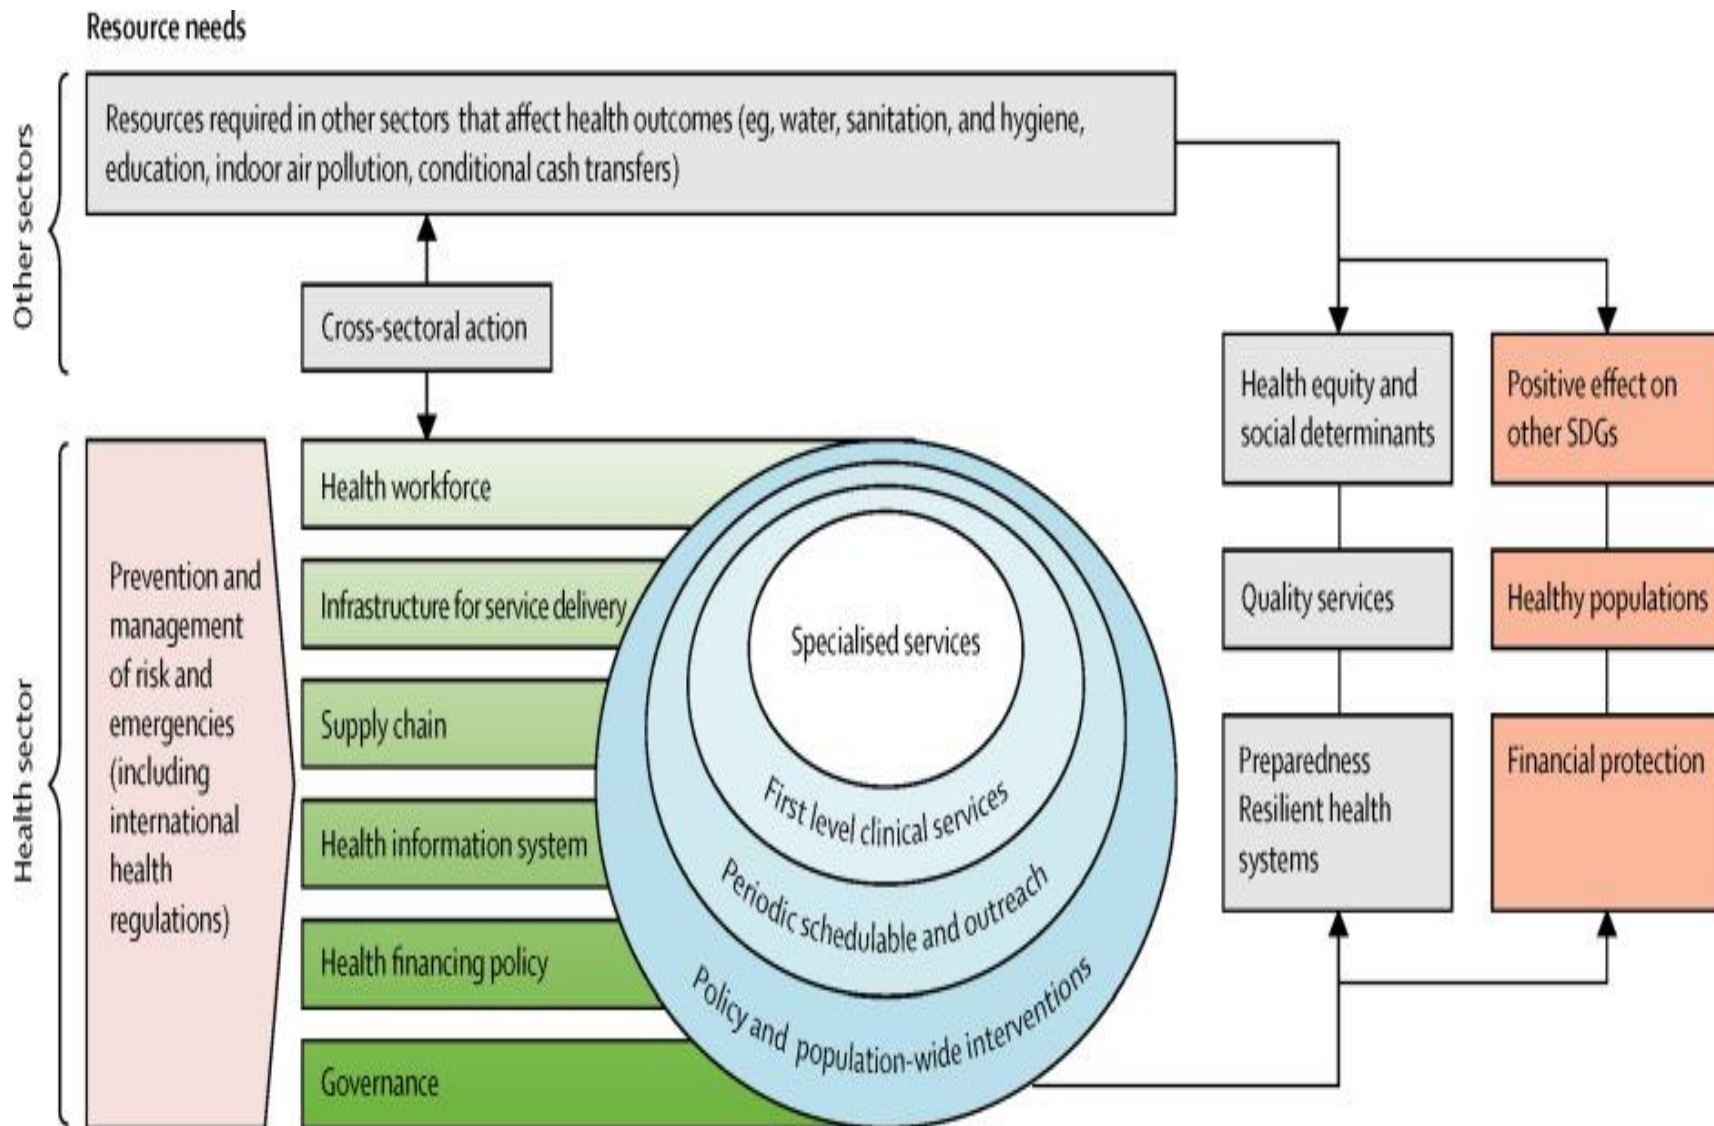 Resource needs
Other sectors
Resources required in other sectors that affect health outcomes (eg, water, sanitation, and hygiene,
education, indoor air pollution, conditional cash transfers)
Cross-sectoral action
Health sector
Prevention and
management
of risk and
emergencies
(including
international
health
regulations)
Health workforce
Infrastructure for service delivery
Supply chain
Health information system
Health financing policy
Governance
Specialised services
First level clinical services
Periodic schedulable and outreach
Policy and population-wide interventions
Health equity and
social determinants
Quality services
Preparedness
Resilient health
systems
Positive effect on
other SDGs
Healthy populations
Financial protection